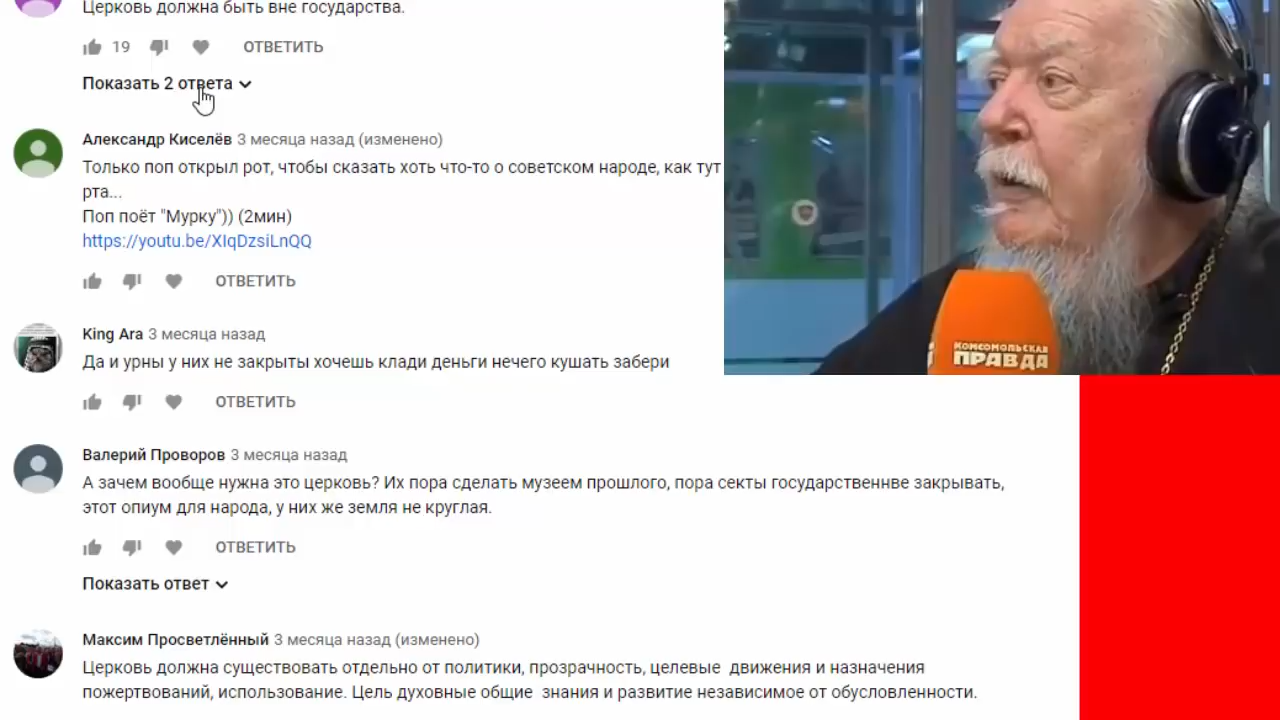 Церковь должна быть вне государства.
19 ОТВЕТИТЬ
Показать 2 ответа
Александр Киселёв 3 месяца назад (изменено)
Только поп открыл рот, чтобы сказать хоть что-то о советском народе, как тут
рта...
Поп поёт "Мурку")) (2мин)
https://youtu.be/XIqDzsiLnQQ
ОТВЕТИТЬ
King Ara 3 месяца назад
Да и урны у них не закрыты хочешь клади деньги нечего кушать забери
ОТВЕТИТЬ
Валерий Проворов 3 месяца назад
А зачем вообще нужна это церковь? Их пора сделать музеем прошлого, пора секты государственнве закрывать,
этот опиум для народа, у них же земля не круглая.
ОТВЕТИТЬ
Показать ответ
Максим Просветлённый 3 месяца назад (изменено)
Церковь должна существовать отдельно от политики, прозрачность, целевые движения и назначения
пожертвований, использование. Цель духовные общие знания и развитие независимое от обусловленности.
КОМСОМОЛЬСКАЯ
ПРАВДА